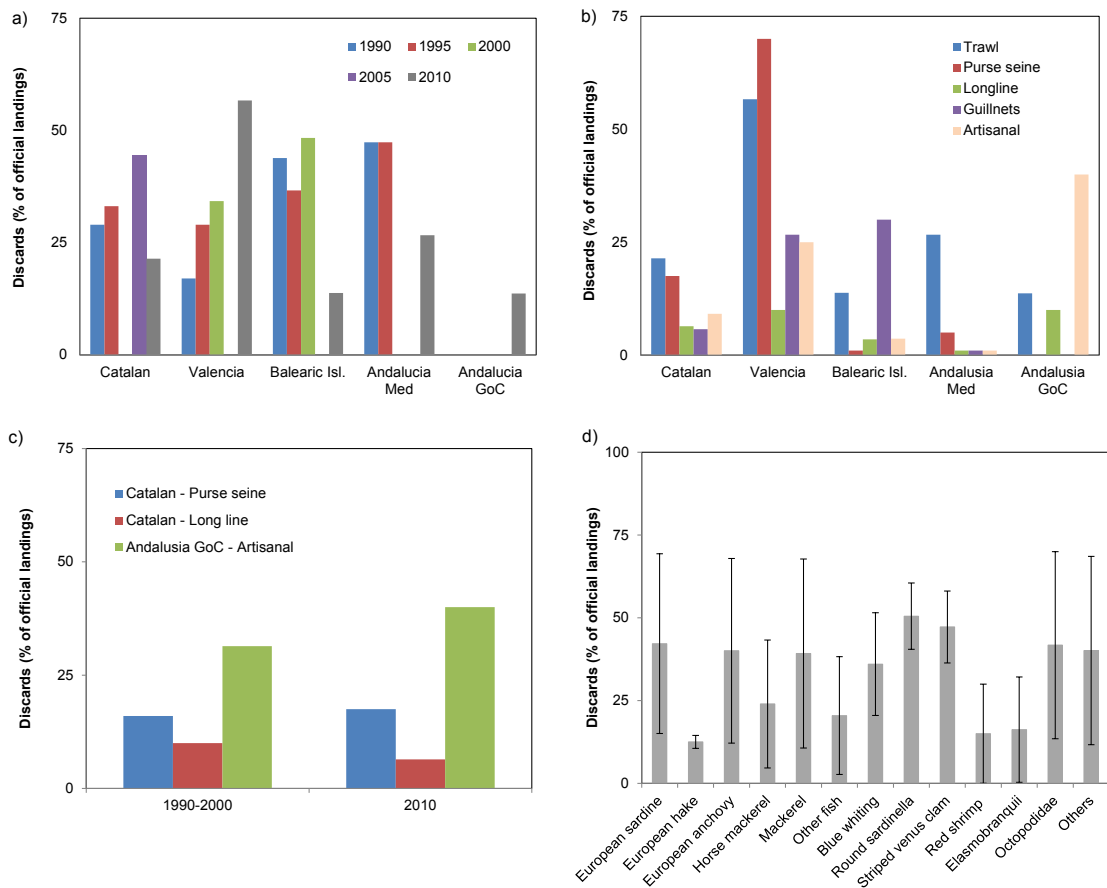 a)
75
50
25
0
Discards (% of official landings)
1990 1995 2000
2005 2010
Catalan Valencia Balearic Isl. Andalucia Andalucia
Med GoC
b)
75
50
25
0
Discards (% of official landings)
Trawl
Purse seine
Longline
Guillnets
Artisanal
Catalan Valencia Balearic Isl. Andalusia Andalusia
Med GoC
c)
75
50
25
0
Discards (% of official landings)
Catalan - Purse seine
Catalan - Long line
Andalusia GoC - Artisanal
1990-2000 2010
d)
100
75
50
25
0
Discards (% of official landings)
European sardine
European hake
European anchovy
Horse mackerel
Mackerel
Other fish
Blue whiting
Round sardinella
Striped venus clam
Red shrimp
Elasmobranquii
Octopodidae
Others